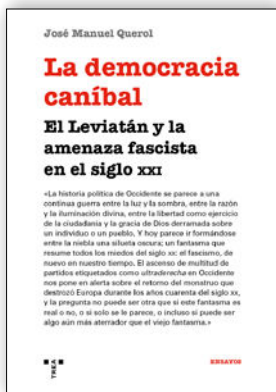 José Manuel Querol
La democracia
caníbal
El Leviatán y la
amenaza fascista
en el siglo XXI
«La historia política de Occidente se parece a una
continua guerra entre la luz y la sombra, entre la razón
y la iluminación divina, entre la libertad como ejercicio
de la ciudadanía y la gracia de Dios derramada sobre
un individuo o un pueblo. Y hoy parece ir formándose
entre la niebla una silueta oscura; un fantasma que
resume todos los miedos del siglo XX: el fascismo, de
nuevo en nuestro tiempo. El ascenso de multitud de
partidos etiquetados como ultraderecha en Occidente
nos pone en alerta sobre el retorno del monstruo que
destrozó Europa durante los años cuarenta del siglo XX,
y la pregunta no puede ser otra que si este fantasma es
real o no, o si solo se le parece, o incluso si puede ser
algo aún más aterrador que el viejo fantasma.»
TREA
ENSAYOS